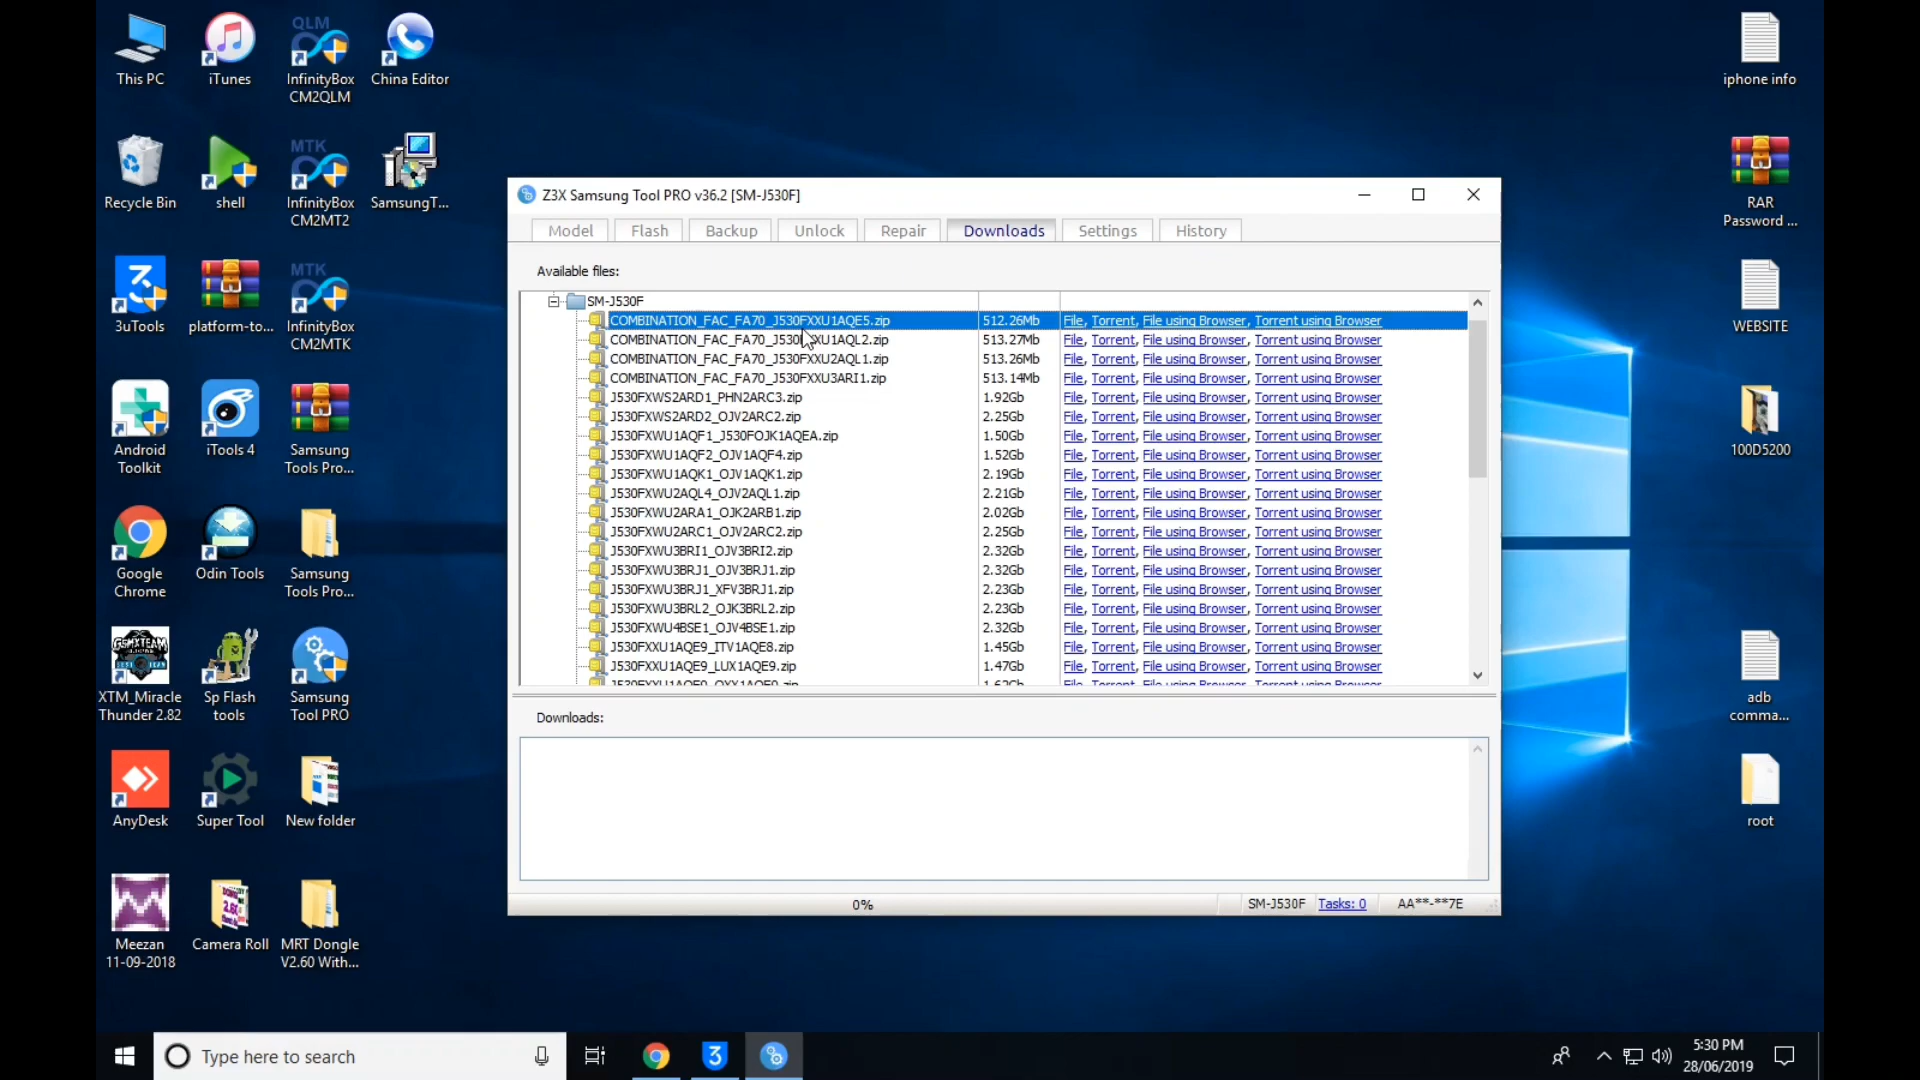 This PC
iTunes
QLM
InfinityBox
CM2QLM
China Editor
Recycle Bin
shell
MTK
InfinityBox
CM2MT2
SamsungT...
3uTools
platform-to...
MTK
InfinityBox
CM2MTK
Android
Toolkit
iTools 4
Samsung
Tools Pro...
Google
Chrome
Odin Tools
Samsung
Tools Pro...
XTM_Miracle
Thunder 2.82
Sp Flash
tools
Samsung
Tool PRO
AnyDesk
Super Tool
New folder
Meezan
11-09-2018
Camera Roll
MRT Dongle
V2.60 With...
Z3X Samsung Tool PRO v36.2 [SM-J530F]
Model Flash Backup Unlock Repair Downloads Settings History
Available files:
SM-J530F
COMBINATION_FAC_FA70_J530FXXU1AQE5.zip 512.26Mb File, Torrent, File using Browser, Torrent using Browser
COMBINATION_FAC_FA70_J530FXXU1AQL2.zip 513.27Mb File, Torrent, File using Browser, Torrent using Browser
COMBINATION_FAC_FA70_J530FXXU2AQL1.zip 513.26Mb File, Torrent, File using Browser, Torrent using Browser
COMBINATION_FAC_FA70_J530FXXU3ARI1.zip 513.14Mb File, Torrent, File using Browser, Torrent using Browser
J530FXWS2ARD1_PHN2ARC3.zip 1.92Gb File, Torrent, File using Browser, Torrent using Browser
J530FXWS2ARD2_OJV2ARC2.zip 2.25Gb File, Torrent, File using Browser, Torrent using Browser
J530FXWU1AQF1_J530FOJK1AQEA.zip 1.50Gb File, Torrent, File using Browser, Torrent using Browser
J530FXWU1AQF2_OJV1AQF4.zip 1.52Gb File, Torrent, File using Browser, Torrent using Browser
J530FXWU1AQK1_OJV1AQK1.zip 2.19Gb File, Torrent, File using Browser, Torrent using Browser
J530FXWU2AQL4_OJV2AQL1.zip 2.21Gb File, Torrent, File using Browser, Torrent using Browser
J530FXWU2ARA1_OJK2ARB1.zip 2.02Gb File, Torrent, File using Browser, Torrent using Browser
J530FXWU2ARC1_OJV2ARC2.zip 2.25Gb File, Torrent, File using Browser, Torrent using Browser
J530FXWU3BRI1_OJV3BRI2.zip 2.32Gb File, Torrent, File using Browser, Torrent using Browser
J530FXWU3BRJ1_OJV3BRJ1.zip 2.32Gb File, Torrent, File using Browser, Torrent using Browser
J530FXWU3BRJ1_XFV3BRJ1.zip 2.23Gb File, Torrent, File using Browser, Torrent using Browser
J530FXWU3BRL2_OJK3BRL2.zip 2.23Gb File, Torrent, File using Browser, Torrent using Browser
J530FXWU4BSE1_OJV4BSE1.zip 2.32Gb File, Torrent, File using Browser, Torrent using Browser
J530FXXU1AQE9_ITV1AQE8.zip 1.45Gb File, Torrent, File using Browser, Torrent using Browser
J530FXXU1AQE9_LUX1AQE9.zip 1.47Gb File, Torrent, File using Browser, Torrent using Browser
Downloads:
0%
SM-J530F Tasks: 0 AA**-**7E
iphone info
RAR
Password ...
WEBSITE
100D5200
adb
comma...
root
Type here to search
5:30 PM
28/06/2019